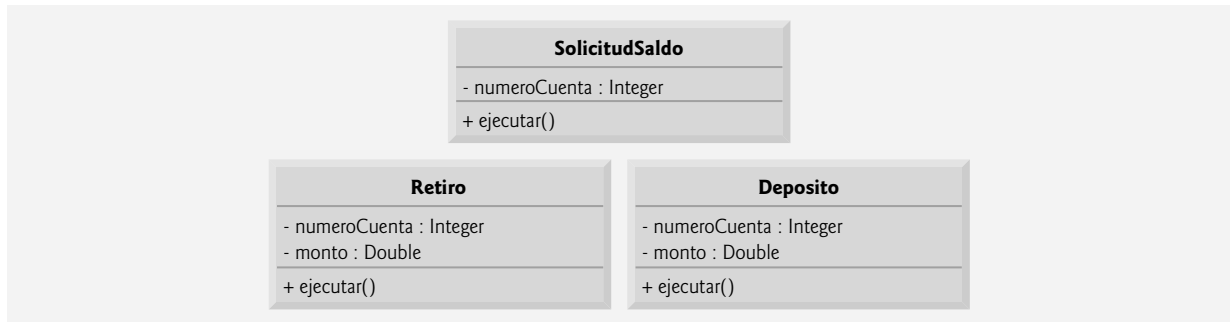 SolicitudSaldo
- numeroCuenta : Integer
+ ejecutar()
Retiro
- numeroCuenta : Integer
- monto : Double
+ ejecutar()
Deposito
- numeroCuenta : Integer
- monto : Double
+ ejecutar()